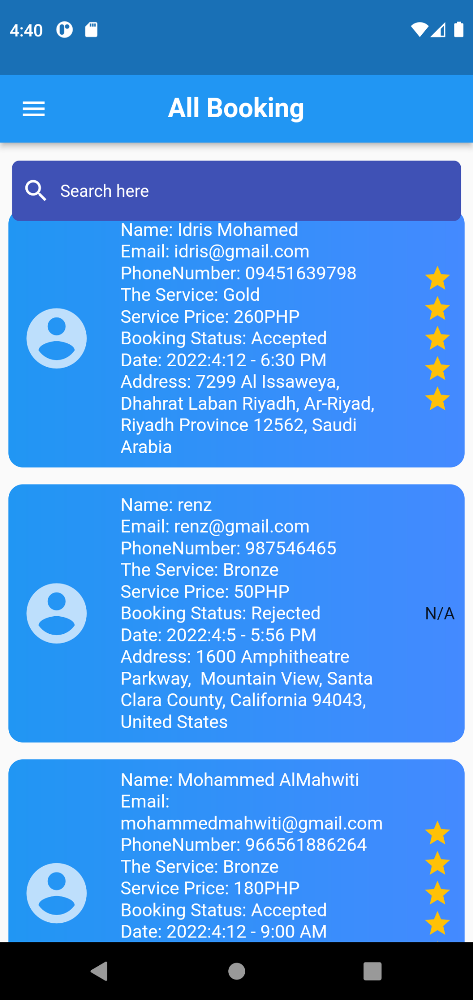 4:40
All Booking
Search here
Name: Idris Mohamed
Email: idris@gmail.com
PhoneNumber: 09451639798
The Service: Gold
Service Price: 260PHP
Booking Status: Accepted
Date: 2022:4:12 - 6:30 PM
Address: 7299 Al Issaweya,
Dhahrat Laban Riyadh, Ar-Riyad,
Riyadh Province 12562, Saudi
Arabia
Name: renz
Email: renz@gmail.com
PhoneNumber: 987546465
The Service: Bronze
Service Price: 50PHP
Booking Status: Rejected
Date: 2022:4:5 - 5:56 PM
Address: 1600 Amphitheatre
Parkway,  Mountain View, Santa
Clara County, California 94043,
United States
N/A
Name: Mohammed AlMahwiti
Email:
mohammedmahwiti@gmail.com
PhoneNumber: 966561886264
The Service: Bronze
Service Price: 180PHP
Booking Status: Accepted
Date: 2022:4:12 - 9:00 AM